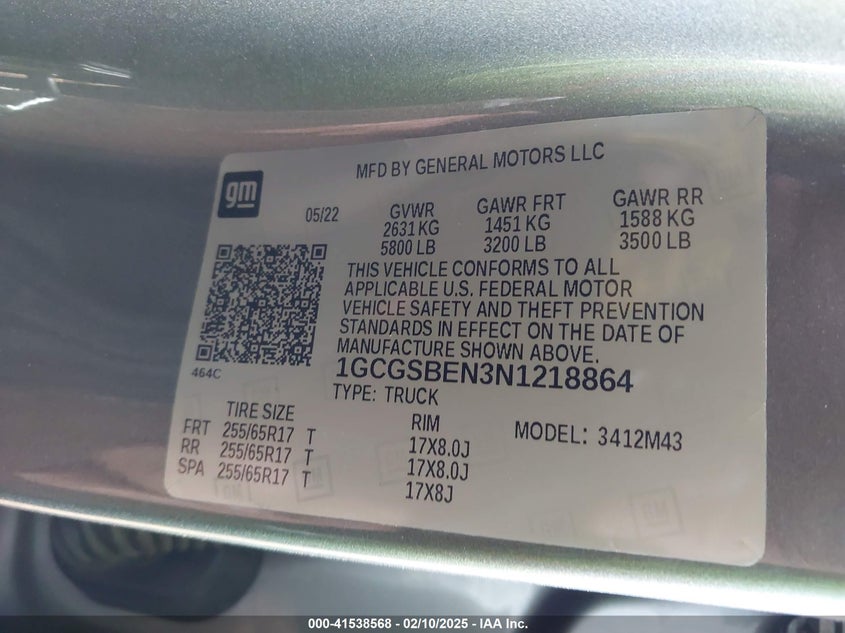 MFD BY GENERAL MOTORS LLC
gm
05/22
GVWR GAWR FRT GAWR RR
2631 KG 1451 KG 1588 KG
5800 LB 3200 LB 3500 LB
THIS VEHICLE CONFORMS TO ALL
APPLICABLE U.S. FEDERAL MOTOR
VEHICLE SAFETY AND THEFT PREVENTION
STANDARDS IN EFFECT ON THE DATE OF
MANUFACTURE SHOWN ABOVE.
464C
1GCGSBEN3N1218864
TYPE: TRUCK
TIRE SIZE RIM MODEL: 3412M43
FRT 255/65R17 T 17X8.0J
RR 255/65R17 T 17X8.0J
SPA 255/65R17 T 17X8J
000-41538568 - 02/10/2025 - IAA Inc.